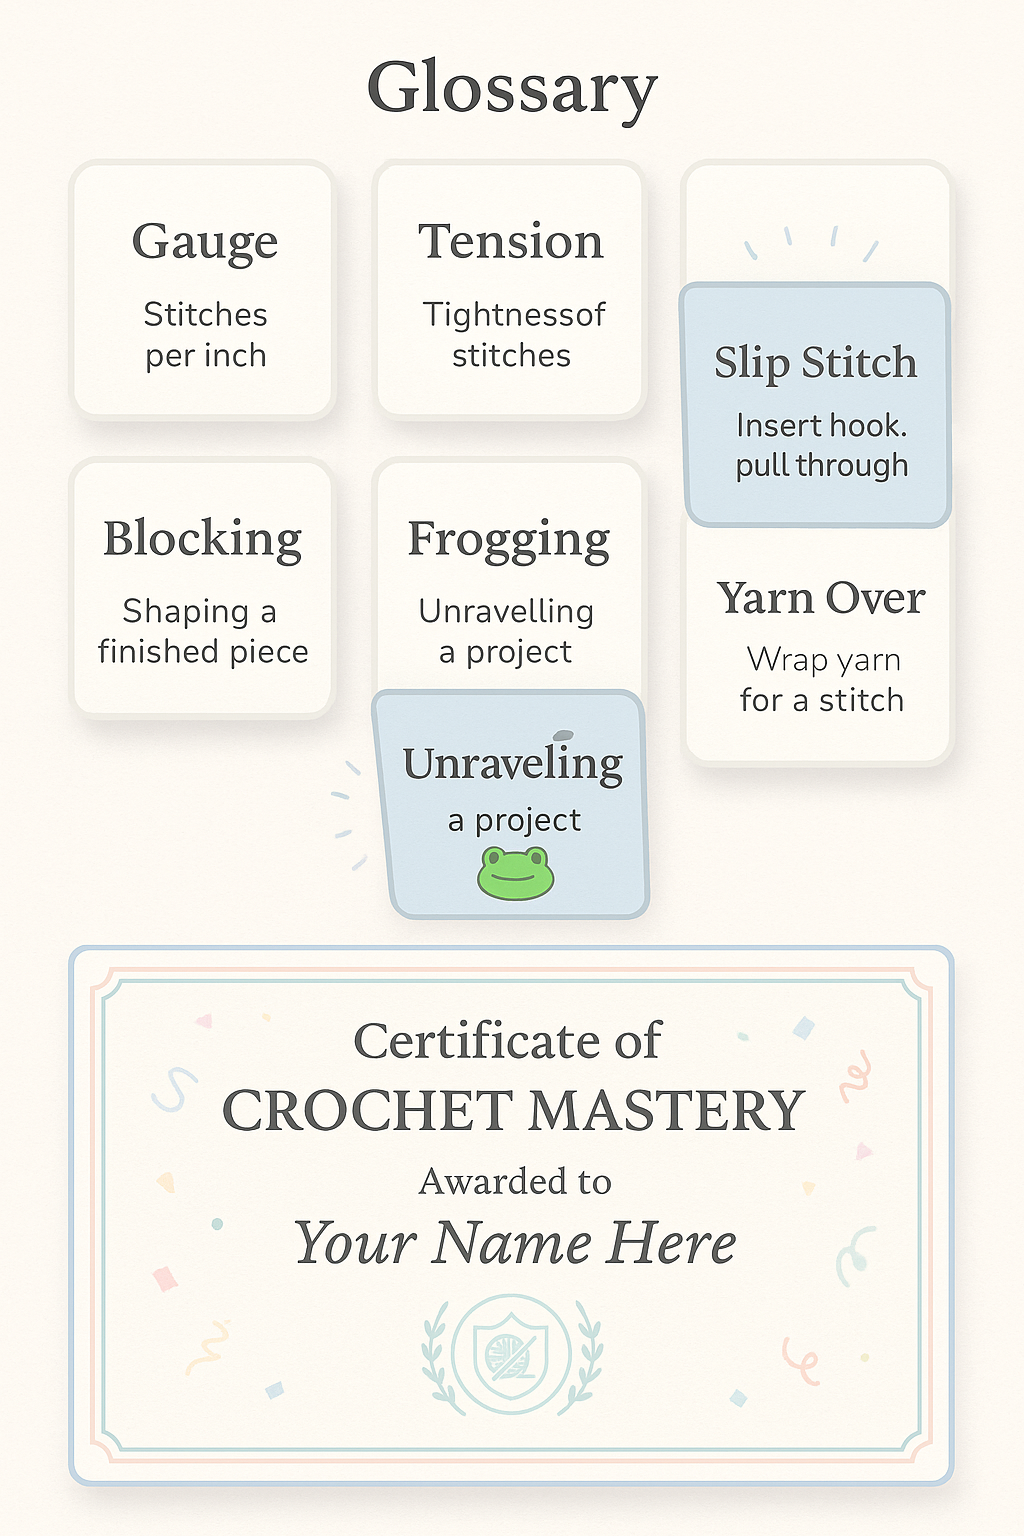 Glossary
Gauge
Stitches
per inch
Tension
Tightnessof
stitches
Slip Stitch
Insert hook.
pull through
Blocking
Shaping a
finished piece
Frogging
Unravelling
a project
Yarn Over
Wrap yarn
for a stitch
Unraveling
a project
Certificate of
CROCHET MASTERY
Awarded to
Your Name Here